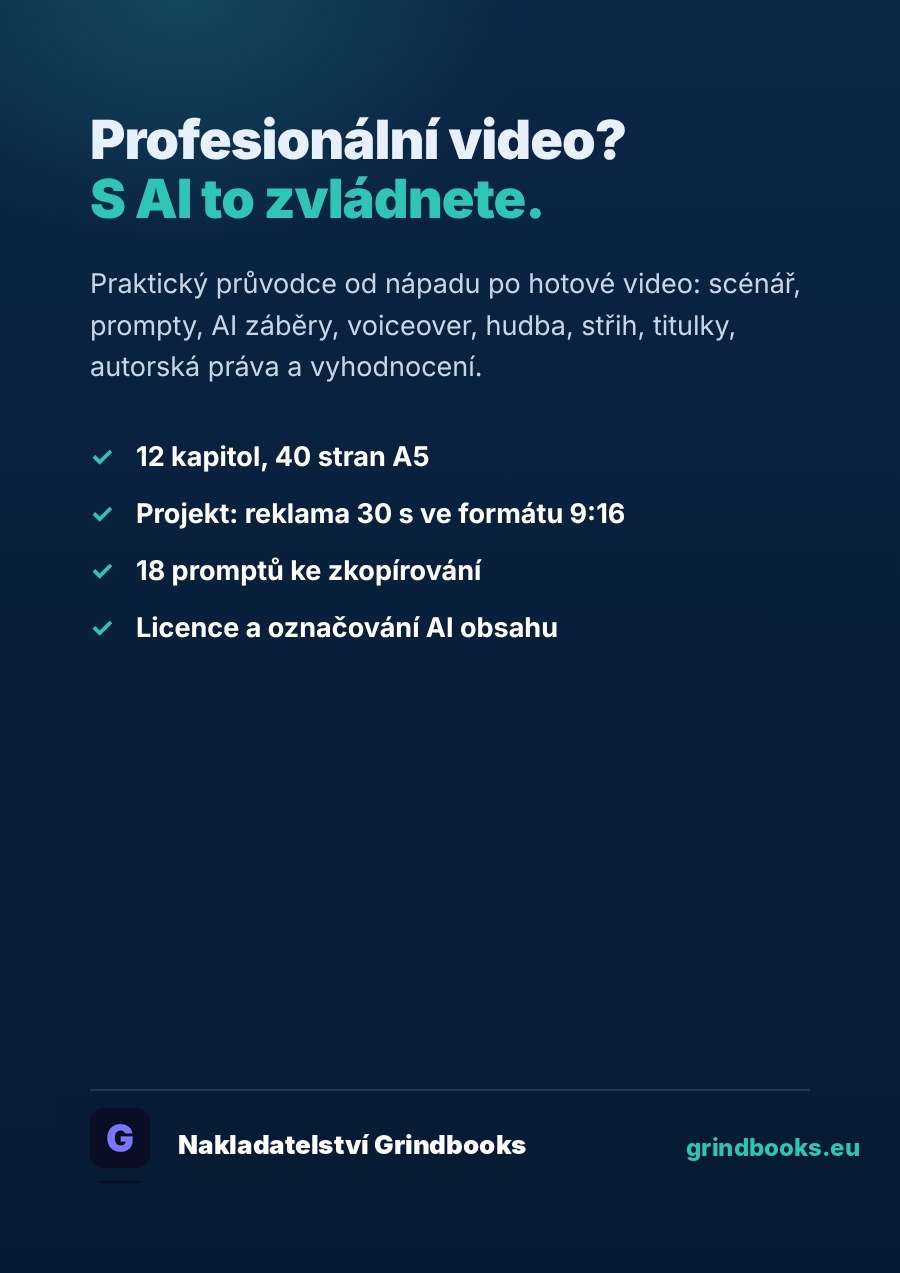 Profesionální video?
S AI to zvládnete.
Praktický průvodce od nápadu po hotové video: scénář,
prompty, AI záběry, voiceover, hudba, střih, titulky,
autorská práva a vyhodnocení.
✓ 12 kapitol, 40 stran A5
✓ Projekt: reklama 30 s ve formátu 9:16
✓ 18 promptů ke zkopírování
✓ Licence a označování AI obsahu
G Nakladatelství Grindbooks grindbooks.eu